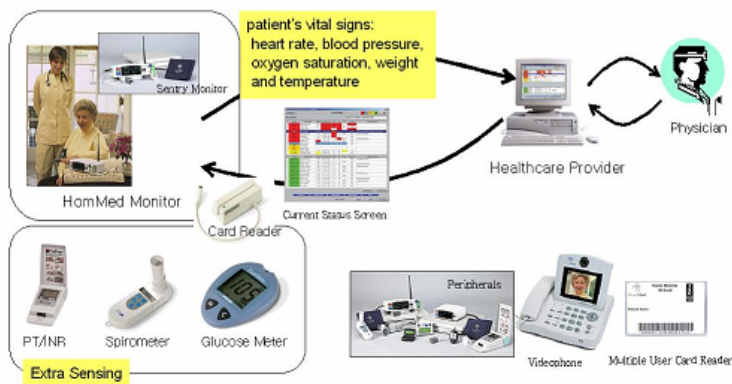 patient's vital signs:
heart rate, blood pressure,
oxygen saturation, weight
and temperature
Sentry Monitor
HomMed Monitor
Card Reader
Current Status Screen
Healthcare Provider
Physician
PT/INR
Spirometer
Glucose Meter
105
Extra Sensing
Peripherals
Videophone
Multiple User Card Reader